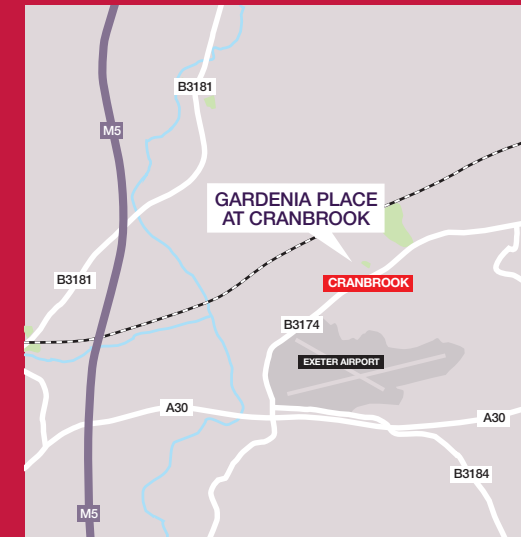 B3181
M5
GARDENIA PLACE
AT CRANBROOK
B3181
CRANBROOK
B3174
EXETER AIRPORT
A30
A30
B3184
M5